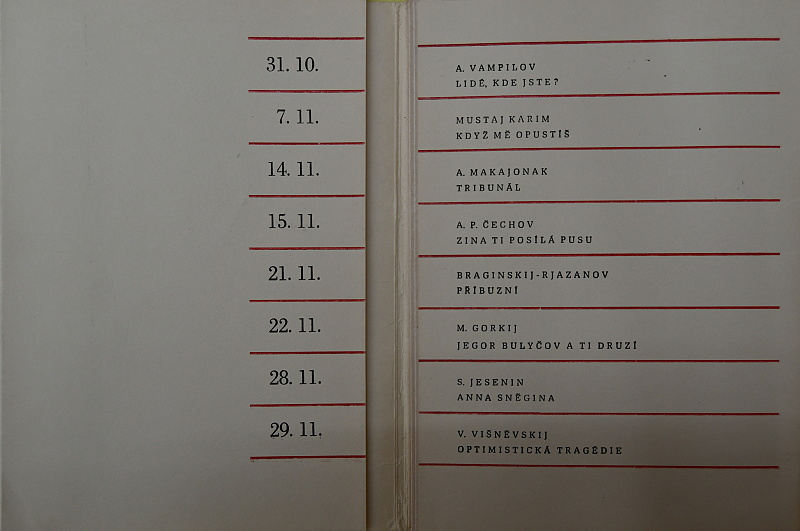 31. 10.
A. VAMPILOV
LIDÉ, KDE JSTE?
7. 11.
MUSTAJ KARIM
KDYŽ MĚ OPUSTÍŠ
14. 11.
A. MAKAJONAK
TRIBUNÁL
15. 11.
A. P. ČECHOV
ZINA TI POSÍLÁ PUSU
21. 11.
BRAGINSKIJ-RJAZANOV
PŘÍBUZNÍ
22. 11.
M. GORKIJ
JEGOR BULYČOV A TI DRUZÍ
28. 11.
S. JESENIN
ANNA SNĚGINA
29. 11.
V. VIŠNĚVSKIJ
OPTIMISTICKÁ TRAGÉDIE